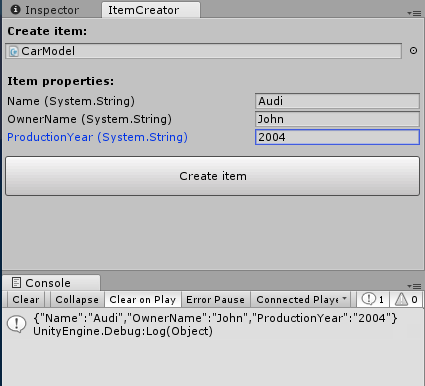 Inspector
ItemCreator
Create item:
CarModel
Item properties:
Name (System.String)
Audi
OwnerName (System.String)
John
ProductionYear (System.String)
2004
Create item
Console
Clear
Collapse
Clear on Play
Error Pause
Connected Playe
1
0
{"Name":"Audi","OwnerName":"John","ProductionYear":"2004"}
UnityEngine.Debug:Log(Object)